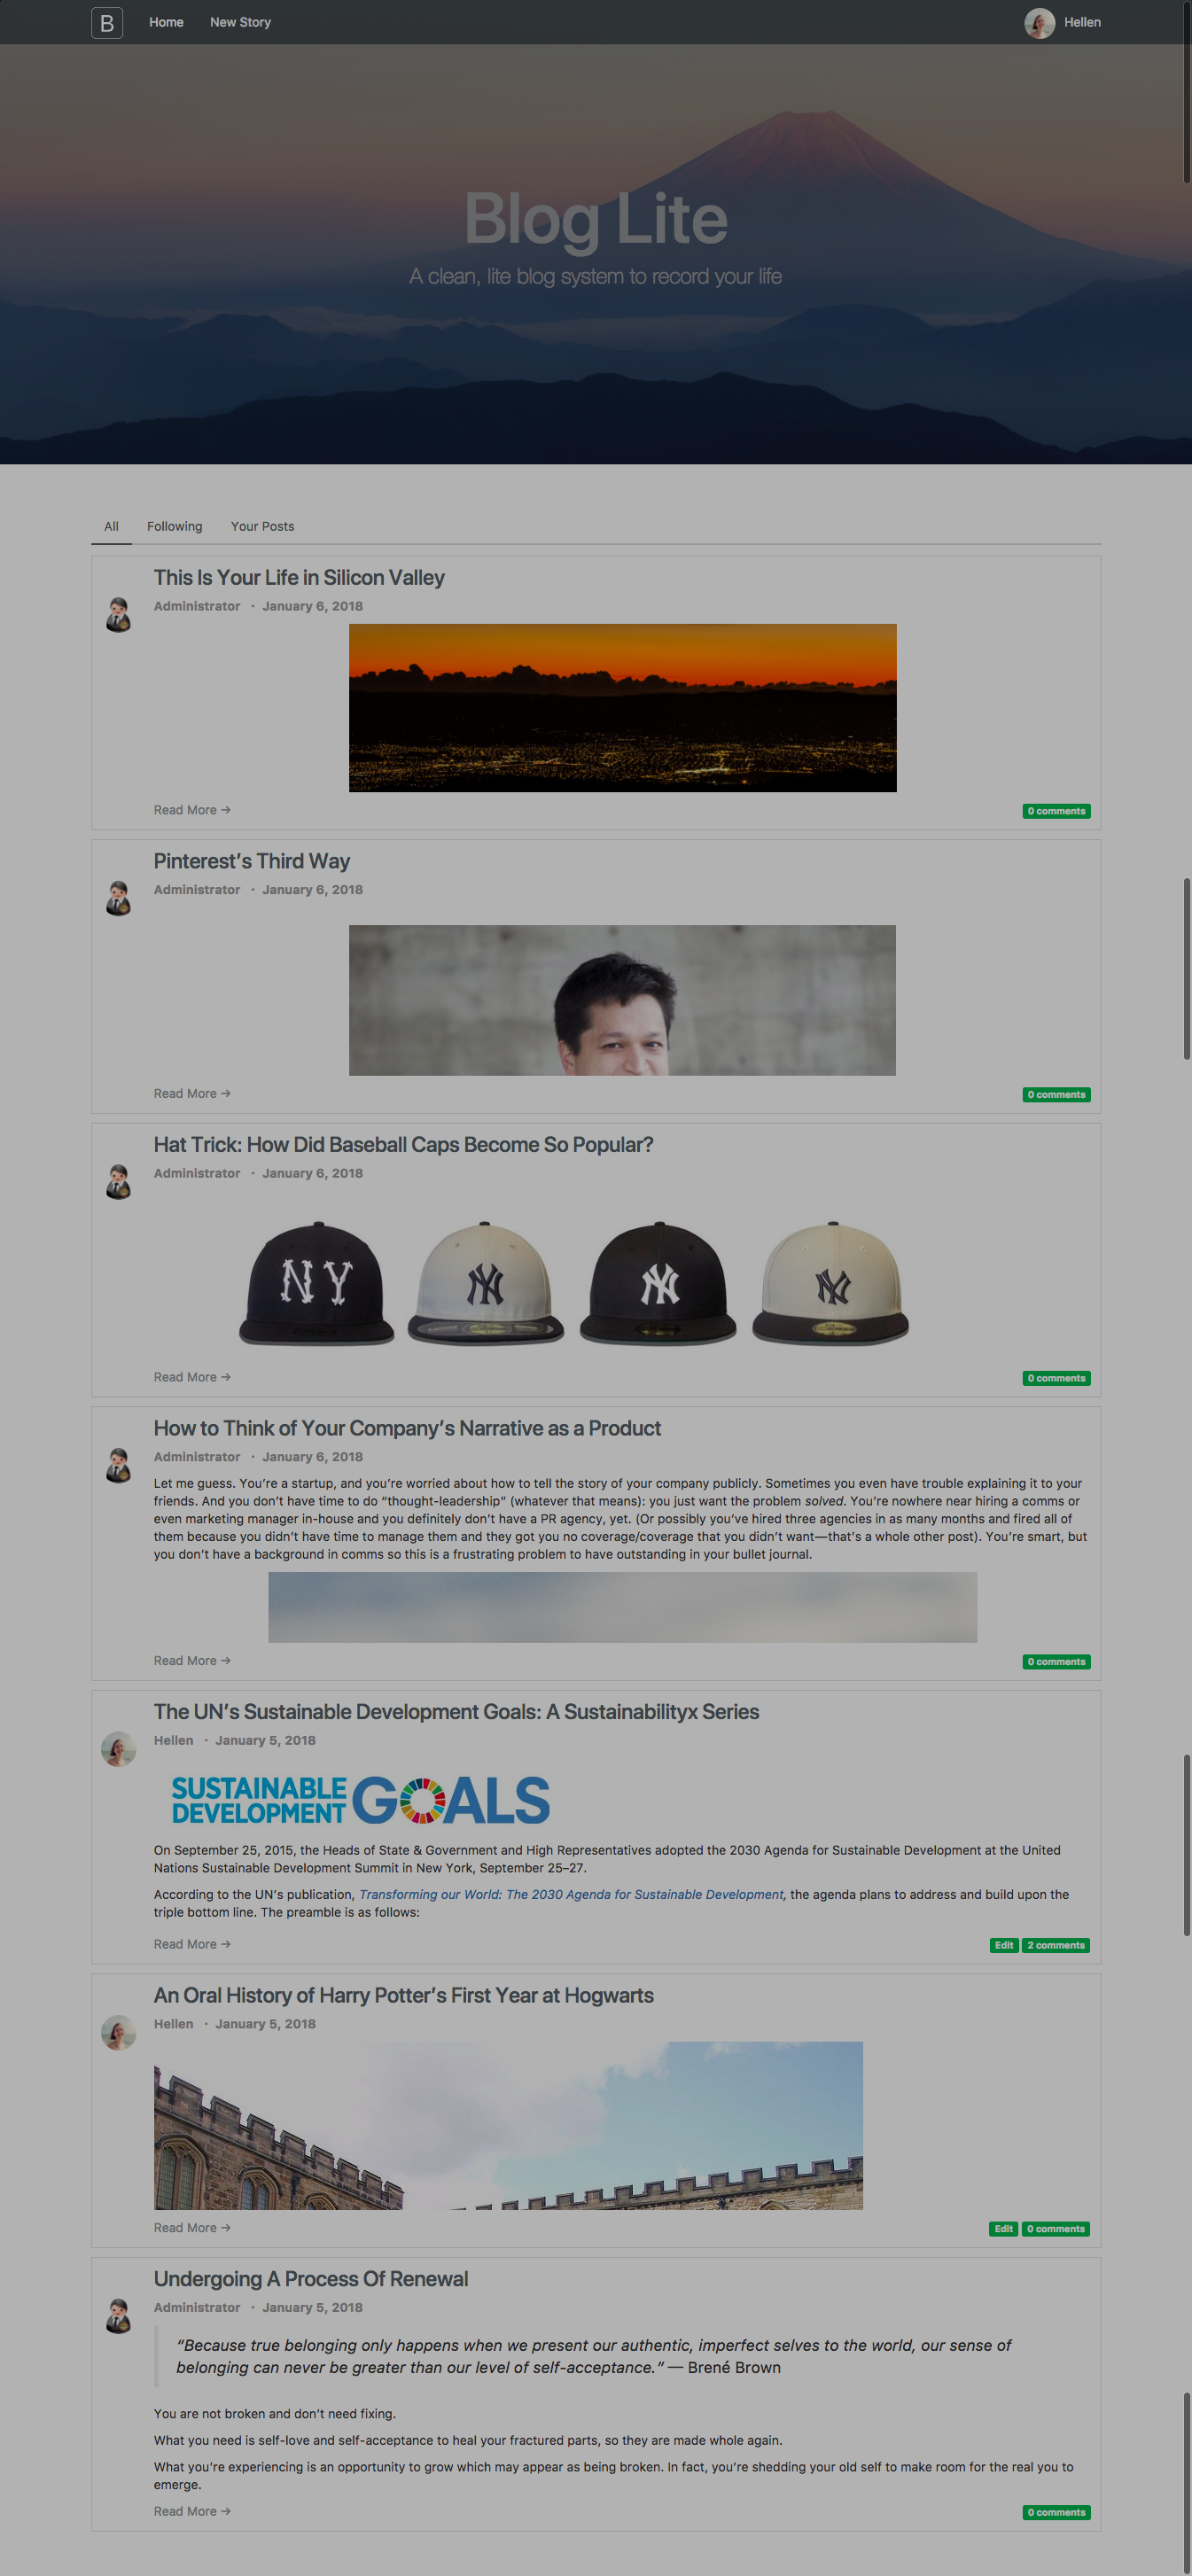 B Home New Story Hellen
Blog Lite
A clean, lite blog system to record your life
All Following Your Posts
This Is Your Life in Silicon Valley
Administrator · January 6, 2018
Read More → 0 comments
Pinterest’s Third Way
Administrator · January 6, 2018
Read More → 0 comments
Hat Trick: How Did Baseball Caps Become So Popular?
Administrator · January 6, 2018
NY NY NY NY
Read More → 0 comments
How to Think of Your Company’s Narrative as a Product
Administrator · January 6, 2018
Let me guess. You’re a startup, and you’re worried about how to tell the story of your company publicly. Sometimes you even have trouble explaining it to your
friends. And you don’t have time to do “thought-leadership” (whatever that means): you just want the problem solved. You’re nowhere near hiring a comms or
even marketing manager in-house and you definitely don’t have a PR agency, yet. (Or possibly you’ve hired three agencies in as many months and fired all of
them because you didn’t have time to manage them and they got you no coverage/coverage that you didn’t want—that’s a whole other post). You’re smart, but
you don’t have a background in comms so this is a frustrating problem to have outstanding in your bullet journal.
Read More → 0 comments
The UN’s Sustainable Development Goals: A Sustainabilityx Series
Hellen · January 5, 2018
SUSTAINABLE
DEVELOPMENT GOALS
On September 25, 2015, the Heads of State & Government and High Representatives adopted the 2030 Agenda for Sustainable Development at the United
Nations Sustainable Development Summit in New York, September 25–27.
According to the UN’s publication, Transforming our World: The 2030 Agenda for Sustainable Development, the agenda plans to address and build upon the
triple bottom line. The preamble is as follows:
Read More → Edit 2 comments
An Oral History of Harry Potter’s First Year at Hogwarts
Hellen · January 5, 2018
Read More → Edit 0 comments
Undergoing A Process Of Renewal
Administrator · January 5, 2018
“Because true belonging only happens when we present our authentic, imperfect selves to the world, our sense of
belonging can never be greater than our level of self-acceptance.” — Brené Brown
You are not broken and don’t need fixing.
What you need is self-love and self-acceptance to heal your fractured parts, so they are made whole again.
What you’re experiencing is an opportunity to grow which may appear as being broken. In fact, you’re shedding your old self to make room for the real you to
emerge.
Read More → 0 comments